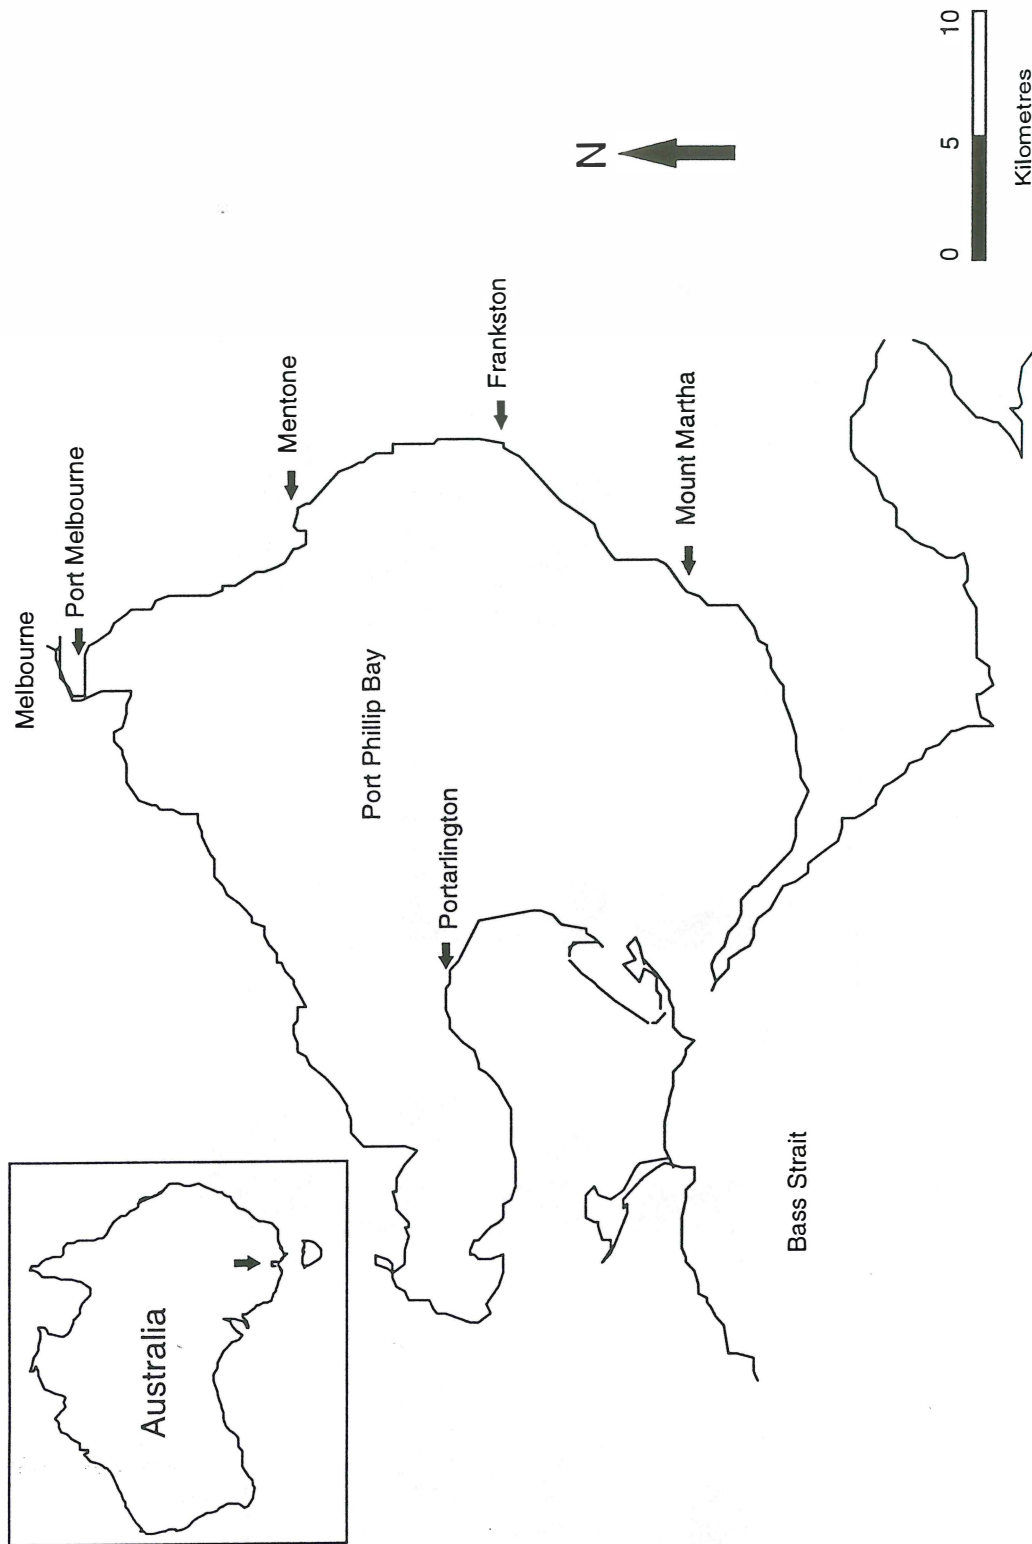 Melbourne
Port Melbourne
Mentone
Frankston
Mount Martha
Port Phillip Bay
Portarlington
Bass Strait
Australia
N
0 5 10
Kilometres